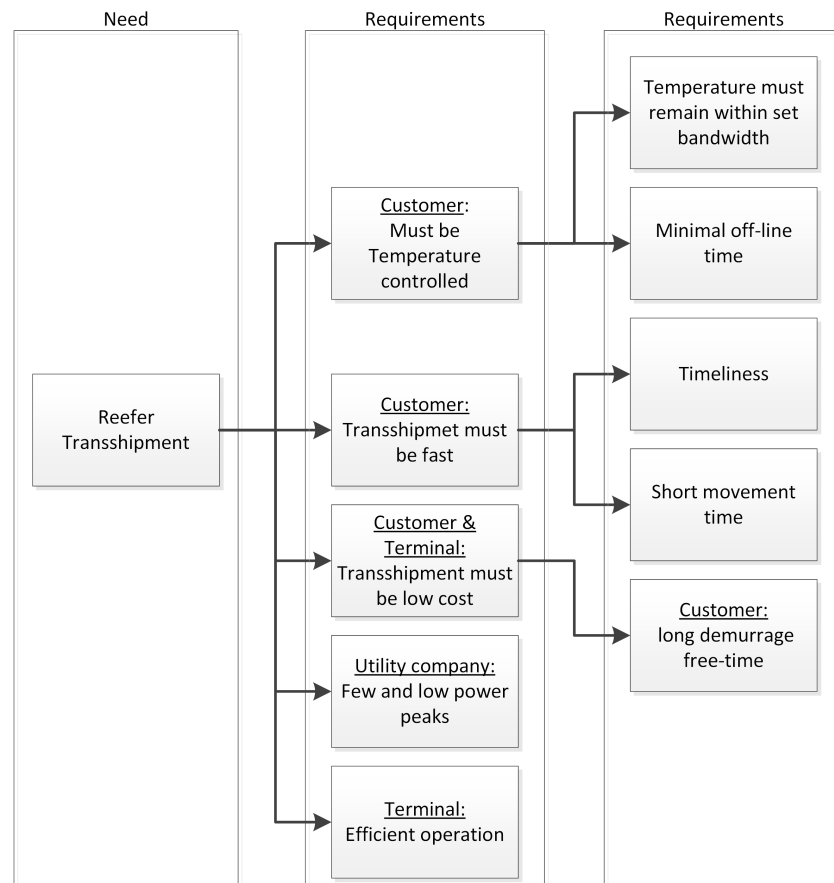 Need
Requirements
Requirements
Reefer
Transshipment
Customer:
Must be
Temperature
controlled
Customer:
Transshipmet must
be fast
Customer &
Terminal:
Transshipment must
be low cost
Utility company:
Few and low power
peaks
Terminal:
Efficient operation
Temperature must
remain within set
bandwidth
Minimal off-line
time
Timeliness
Short movement
time
Customer:
long demurrage
free-time